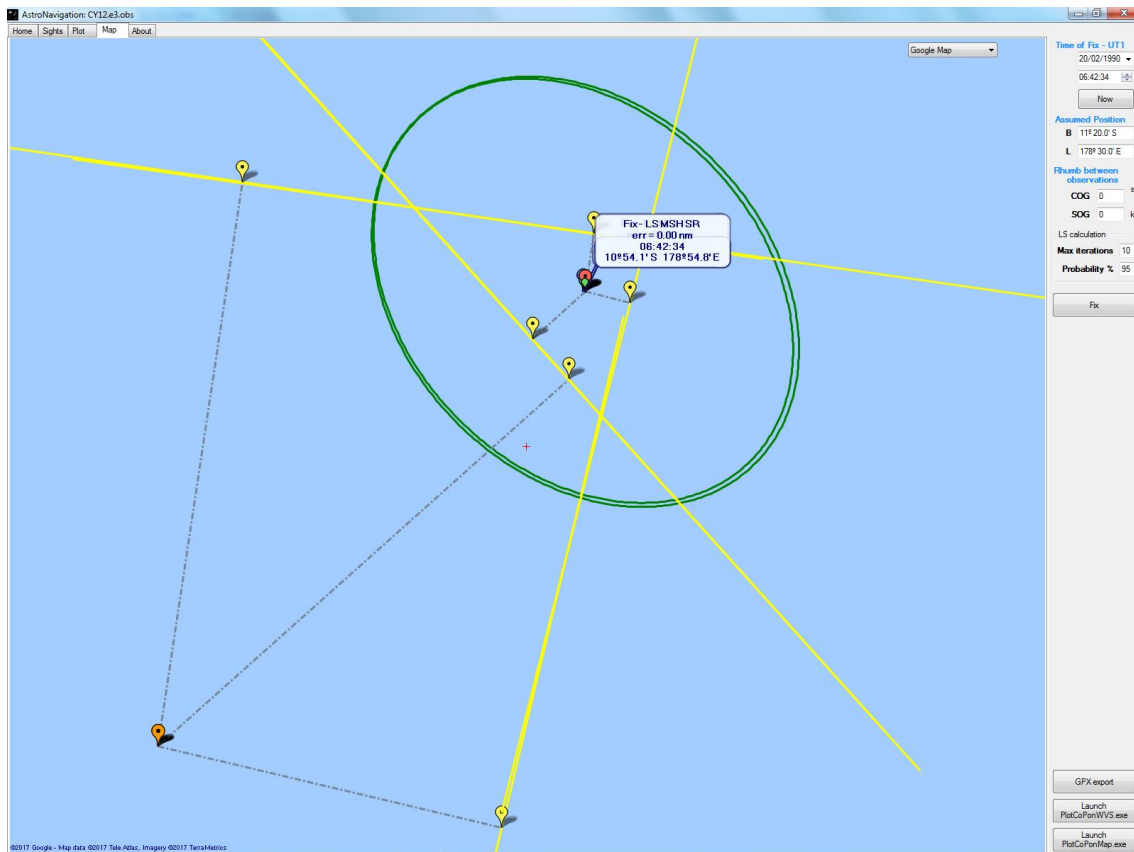 AstroNavigation: CY12.e3.obs
Home Sights Plot Map About
Google Map
Fix- LS MSH SR
err = 0.00 nm
06:42:34
10º54.1' S 178º54.8' E
Time of Fix - UT1
20/02/1990
06:42:34
Now
Assumed Position
B 11º 20.0' S
L 178º 30.0' E
Rhumb between
observations
COG 0 º
SOG 0 k
LS calculation
Max iterations 10
Probability % 95
Fix
GPX export
Launch
PlotCoPonWVS.exe
Launch
PlotCoPonMap.exe
©2017 Google - Map data ©2017 Tele Atlas, Imagery ©2017 TerraMetrics